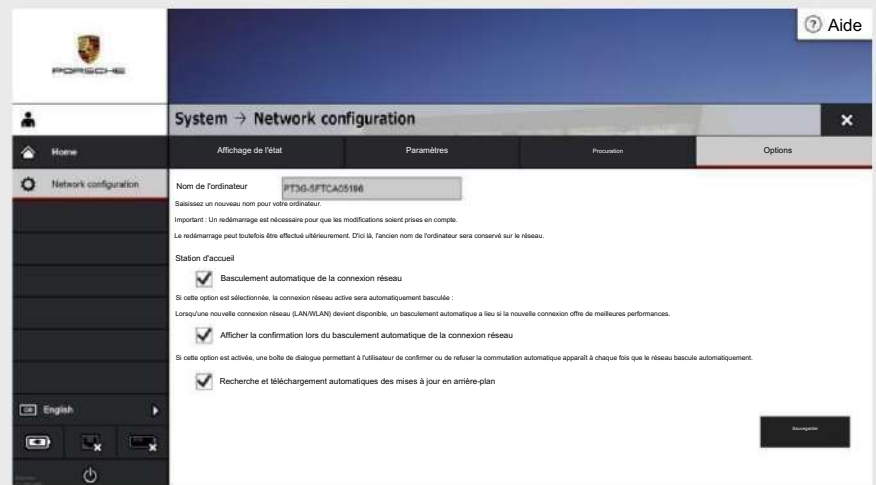 Aide
PORSCHE
System → Network configuration
Home
Affichage de l'état
Paramètres
Procuration
Options
Network configuration
Nom de l'ordinateur
PT3G-SFTCA05196
Saisissez un nouveau nom pour votre ordinateur.
Important : Un redémarrage est nécessaire pour que les modifications soient prises en compte.
Le redémarrage peut toutefois être effectué ultérieurement. D'ici là, l'ancien nom de l'ordinateur sera conservé sur le réseau.
Station d'accueil
Basculement automatique de la connexion réseau
Si cette option est sélectionnée, la connexion réseau active sera automatiquement basculée :
Lorsqu'une nouvelle connexion réseau (LAN/WLAN) devient disponible, un basculement automatique a lieu si la nouvelle connexion offre de meilleures performances.
Afficher la confirmation lors du basculement automatique de la connexion réseau
Si cette option est activée, une boîte de dialogue permettant à l'utilisateur de confirmer ou de refuser la commutation automatique apparaît à chaque fois que le réseau bascule automatiquement.
Recherche et téléchargement automatiques des mises à jour en arrière-plan
GB English
Sauvegarder